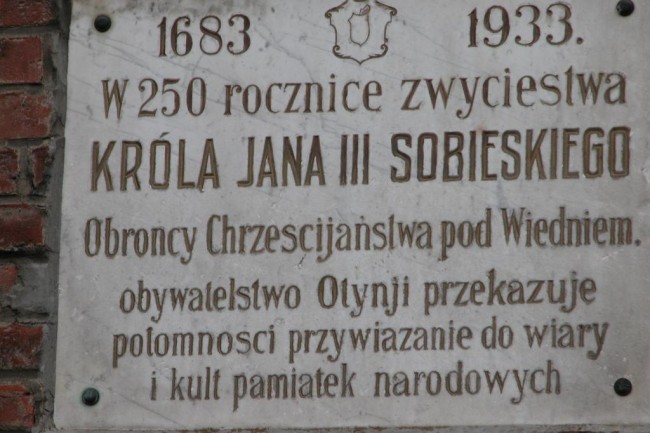 1683 1933.
W 250 rocznice zwyciestwa
KRÓLA JANA III SOBIESKIEGO
Obroncy Chrzescijaństwa pod Wiedniem.
obywatelstwo Otynji przekazuje
potomnosci przywiazanie do wiary
i kult pamiatek narodowych